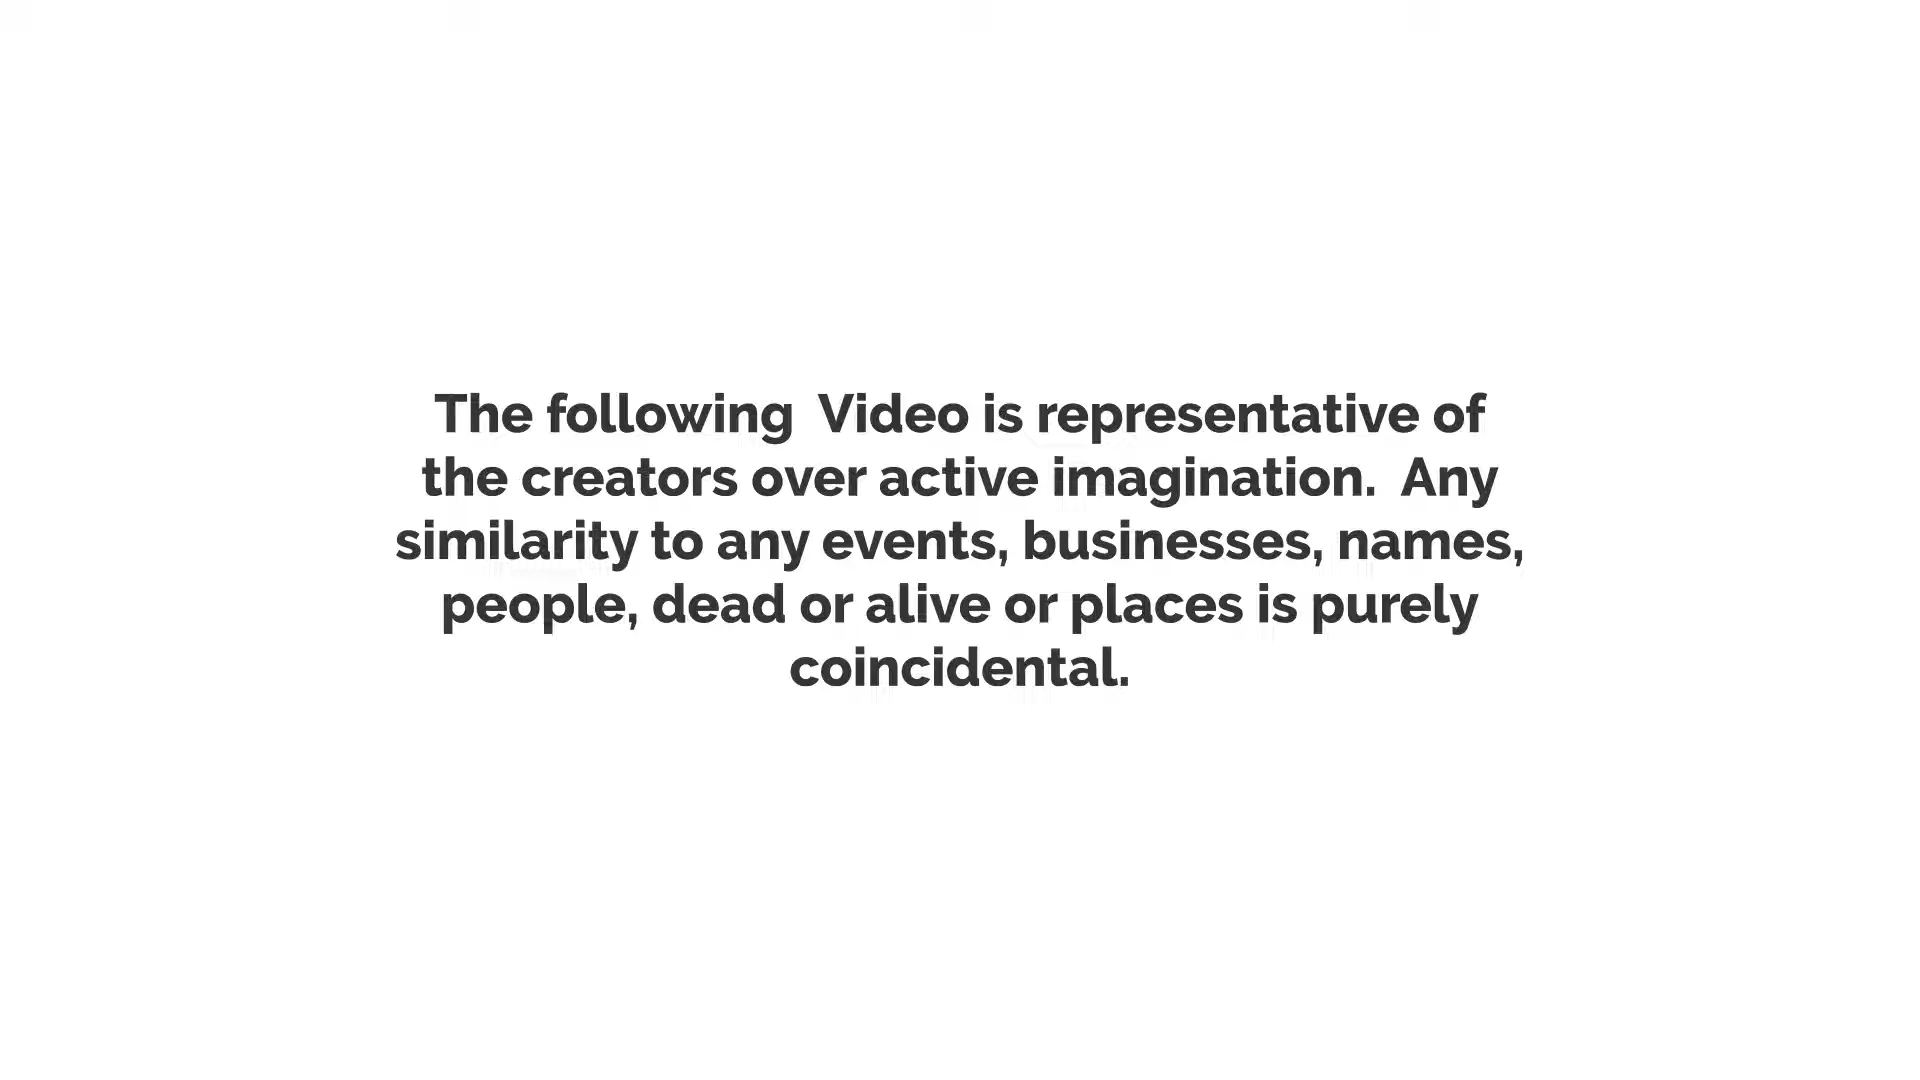 The following  Video is representative of
the creators over active imagination.  Any
similarity to any events, businesses, names,
people, dead or alive or places is purely
coincidental.